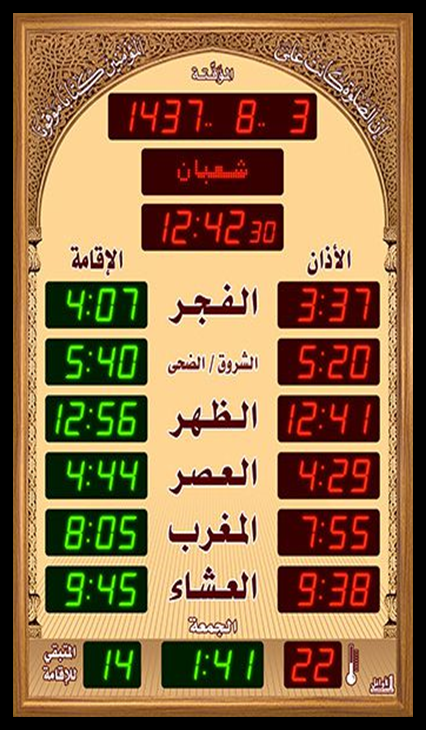 إن الصلاة كانت على
المؤمنين كتابا موقوتا
المؤقتة
1437 8 3
شعبان
12:42 30
الأذان الإقامة
3:37 الفجر 4:07
5:20 الشروق / الضحى 5:40
12:41 الظهر 12:56
4:29 العصر 4:44
7:55 المغرب 8:05
9:38 العشاء 9:45
الجمعة
22 1:41 14 المتبقي
للإقامة